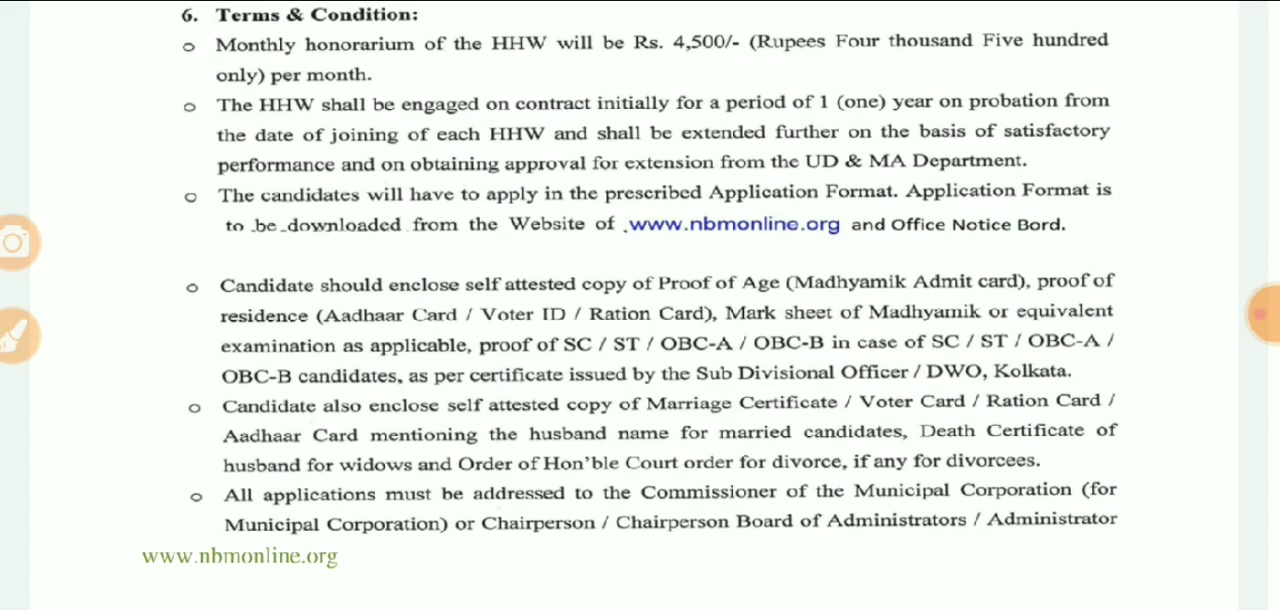 6. Terms & Condition:
o Monthly honorarium of the HHW will be Rs. 4,500/- (Rupees Four thousand Five hundred
only) per month.
o The HHW shall be engaged on contract initially for a period of 1 (one) year on probation from
the date of joining of each HHW and shall be extended further on the basis of satisfactory
performance and on obtaining approval for extension from the UD & MA Department.
o The candidates will have to apply in the prescribed Application Format. Application Format is
to be downloaded from the Website of www.nbmonline.org and Office Notice Bord.
o Candidate should enclose self attested copy of Proof of Age (Madhyamik Admit card), proof of
residence (Aadhaar Card / Voter ID / Ration Card), Mark sheet of Madhyamik or equivalent
examination as applicable, proof of SC / ST / OBC-A / OBC-B in case of SC / ST / OBC-A /
OBC-B candidates, as per certificate issued by the Sub Divisional Officer / DWO, Kolkata.
o Candidate also enclose self attested copy of Marriage Certificate / Voter Card / Ration Card /
Aadhaar Card mentioning the husband name for married candidates, Death Certificate of
husband for widows and Order of Hon'ble Court order for divorce, if any for divorcees.
o All applications must be addressed to the Commissioner of the Municipal Corporation (for
Municipal Corporation) or Chairperson / Chairperson Board of Administrators / Administrator
www.nbmonline.org